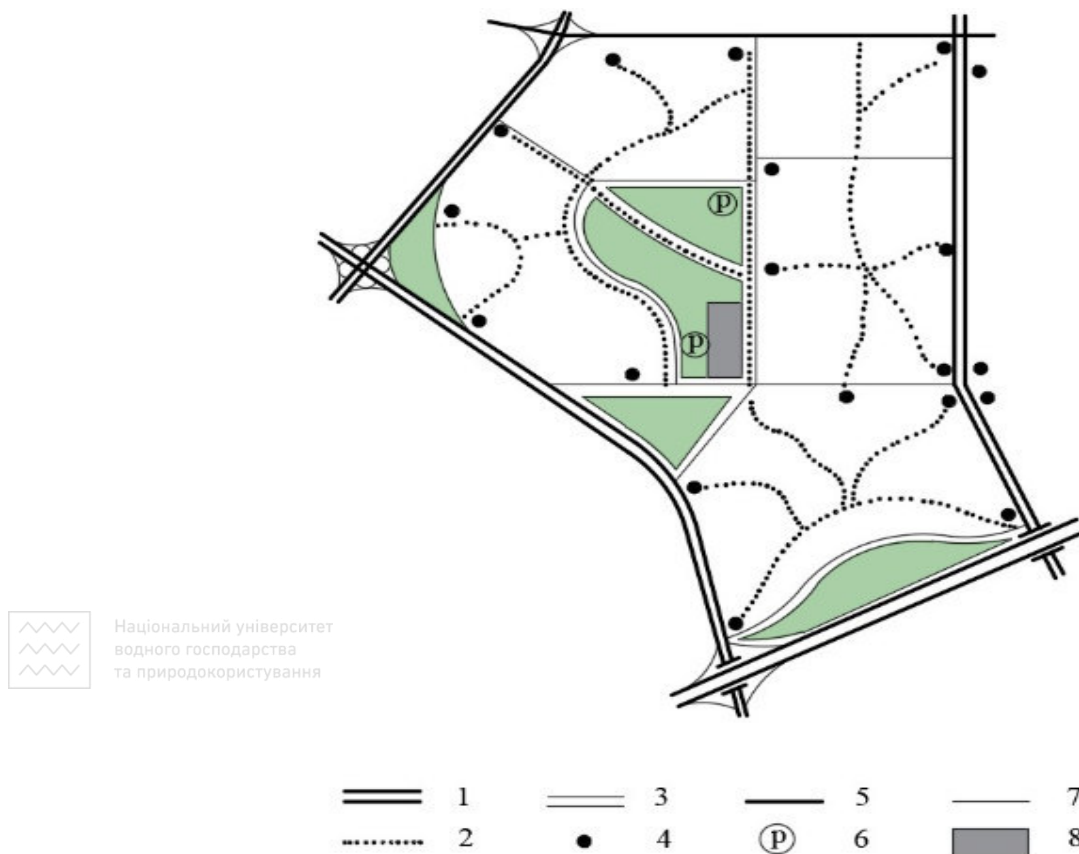 P
P
Національний університет
водного господарства
та природокористування
1 3 5 7
2 4 P 6 8